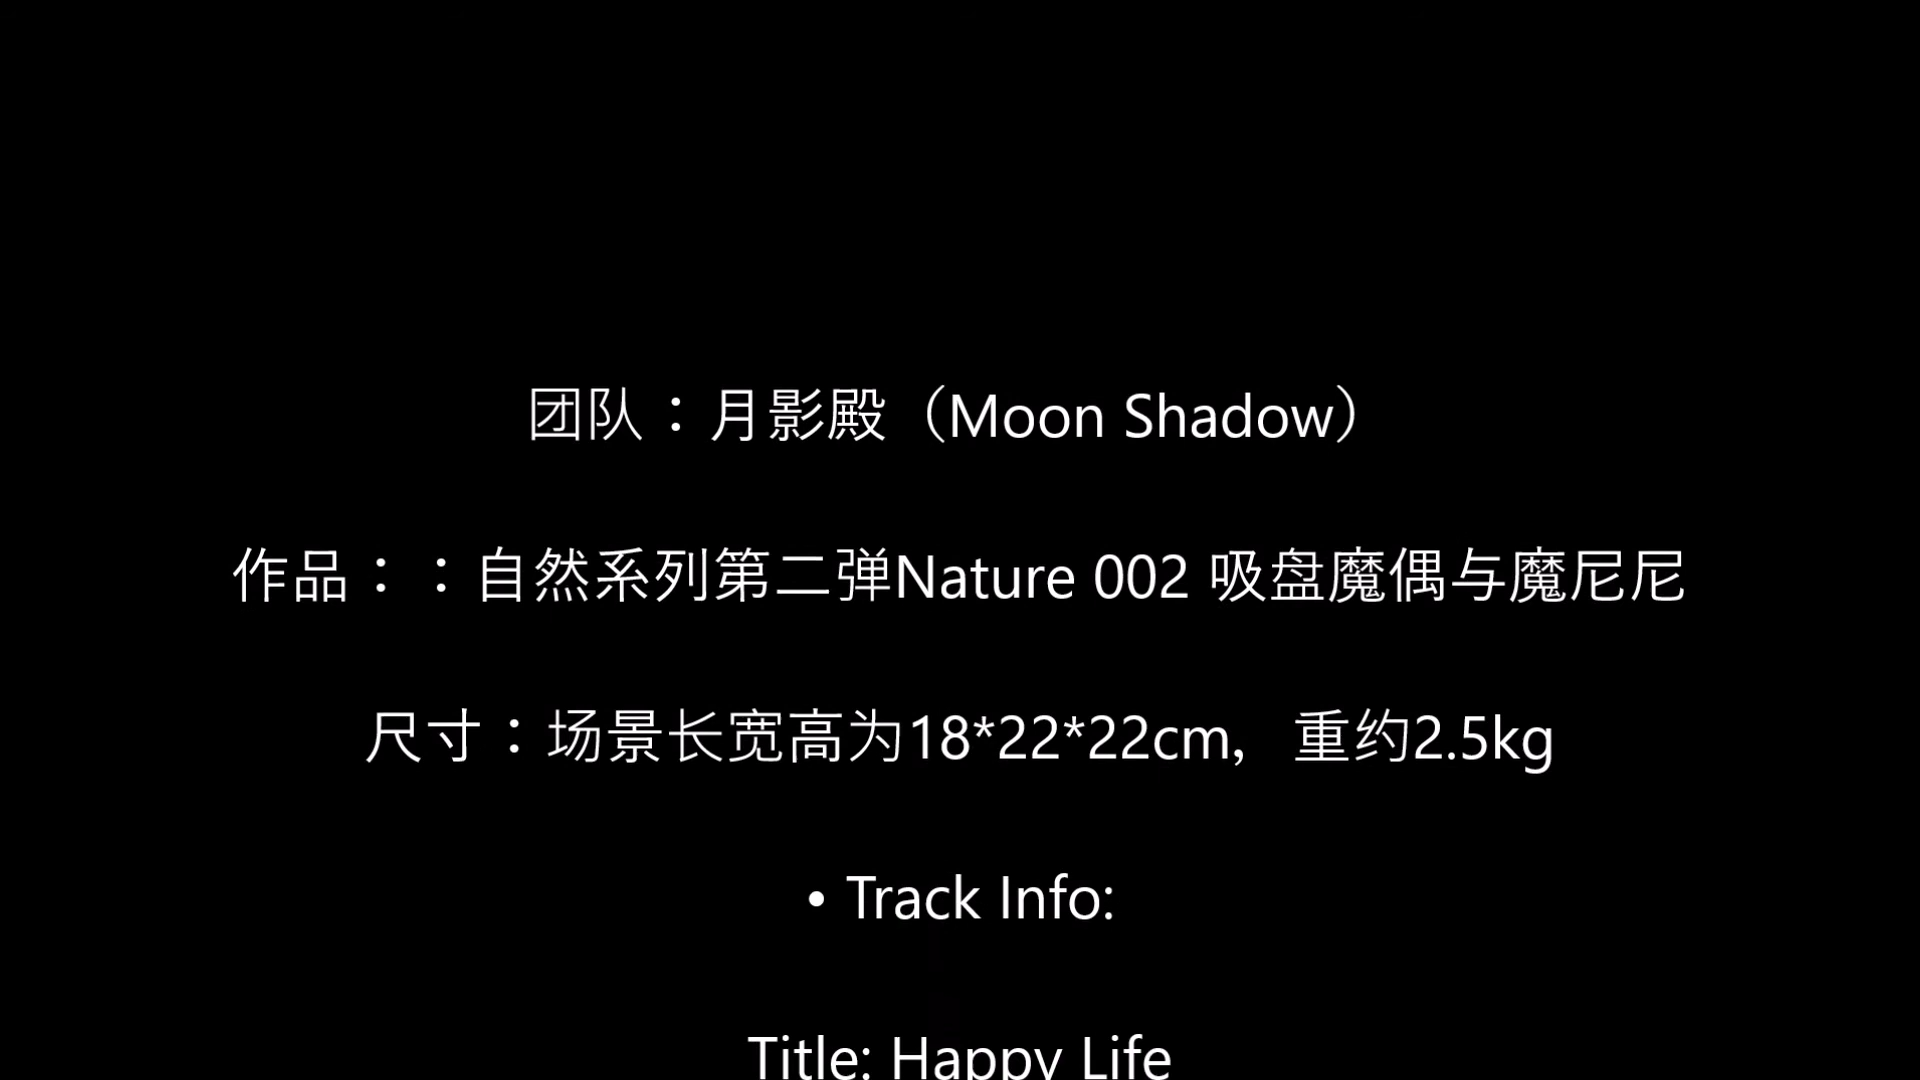 团队：月影殿（Moon Shadow）
作品：：自然系列第二弹Nature 002 吸盘魔偶与魔尼尼
尺寸：场景长宽高为18*22*22cm，重约2.5kg
• Track Info:
Title: Happy Life